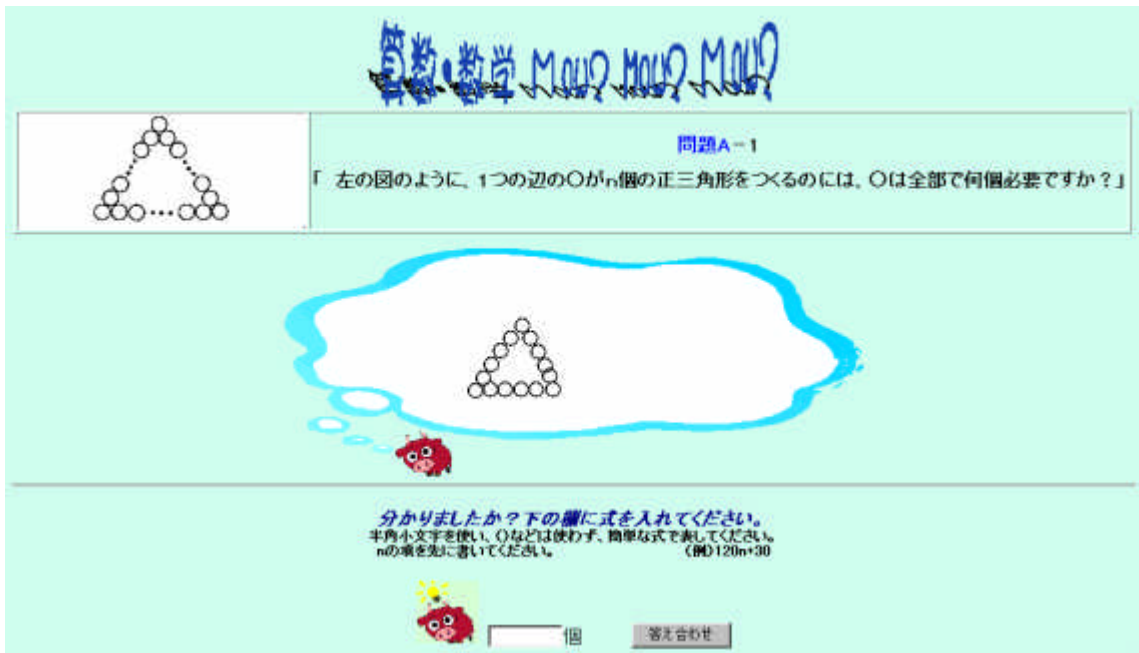 算数・数学 Mae2 Mae2 Mae2
問題A-1
「 左の図のように、1つの辺の〇がn個の正三角形をつくるのには、〇は全部で何個必要ですか？」
分かりましたか？下の欄に式を入れてください。
半角小文字を使い、()などは使わず、簡単な式で表してください。
nの項を先に書いてください。 (例)120n+30
個
答え合わせ